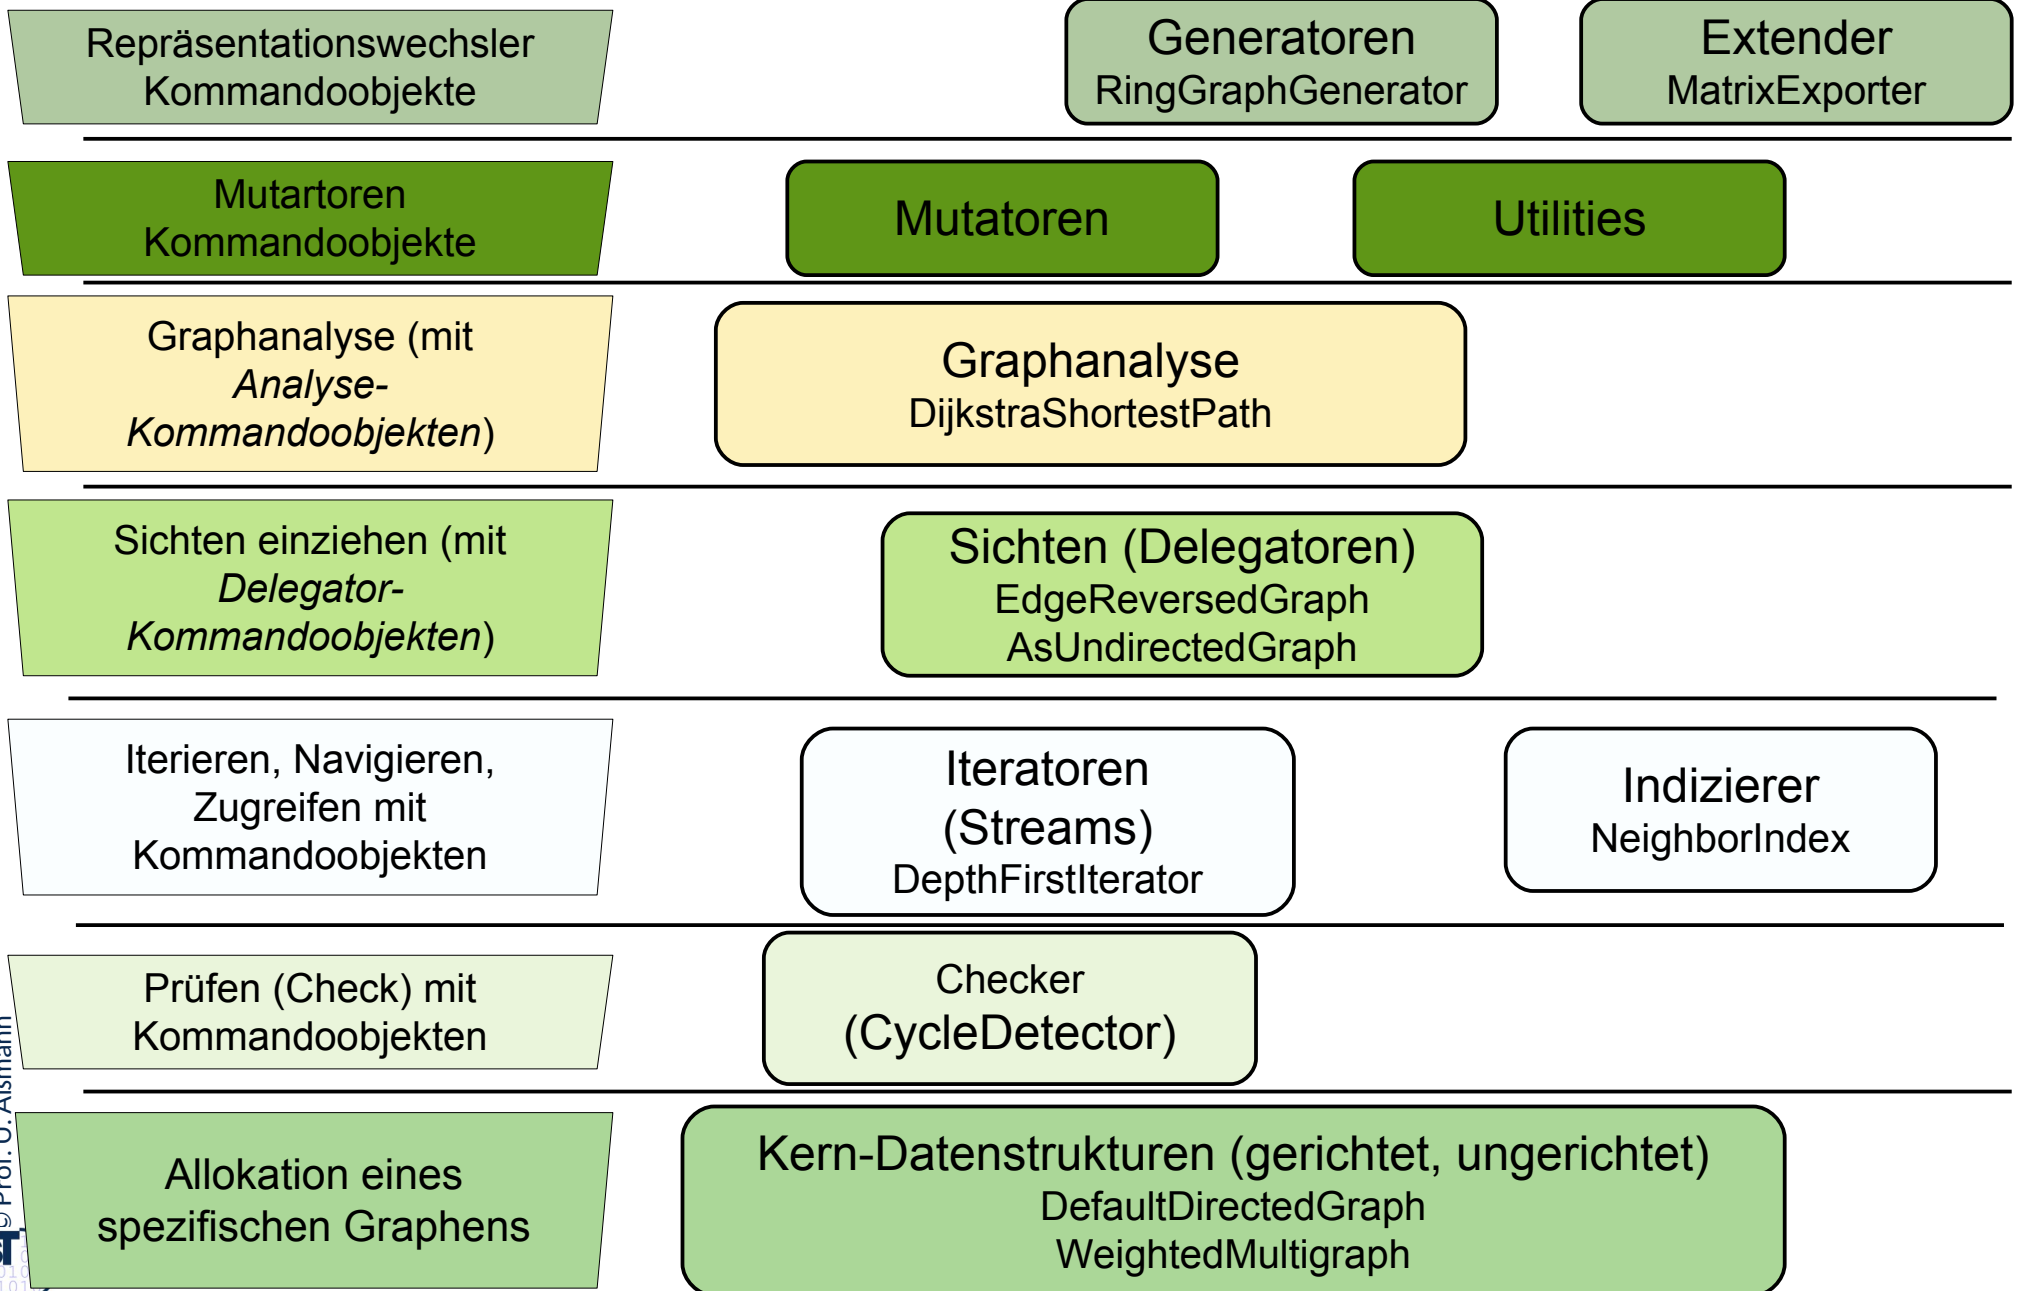 Repräsentationswechsler
Kommandoobjekte
Generatoren
RingGraphGenerator
Extender
MatrixExporter
Mutartoren
Kommandoobjekte
Mutatoren
Utilities
Graphanalyse (mit
Analyse-
Kommandoobjekten)
Graphanalyse
DijkstraShortestPath
Sichten einziehen (mit
Delegator-
Kommandoobjekten)
Sichten (Delegatoren)
EdgeReversedGraph
AsUndirectedGraph
Iterieren, Navigieren,
Zugreifen mit
Kommandoobjekten
Iteratoren
(Streams)
DepthFirstIterator
Indizierer
NeighborIndex
Prüfen (Check) mit
Kommandoobjekten
Checker
(CycleDetector)
Allokation eines
spezifischen Graphens
Kern-Datenstrukturen (gerichtet, ungerichtet)
DefaultDirectedGraph
WeightedMultigraph
© Prof. U. Aßmann